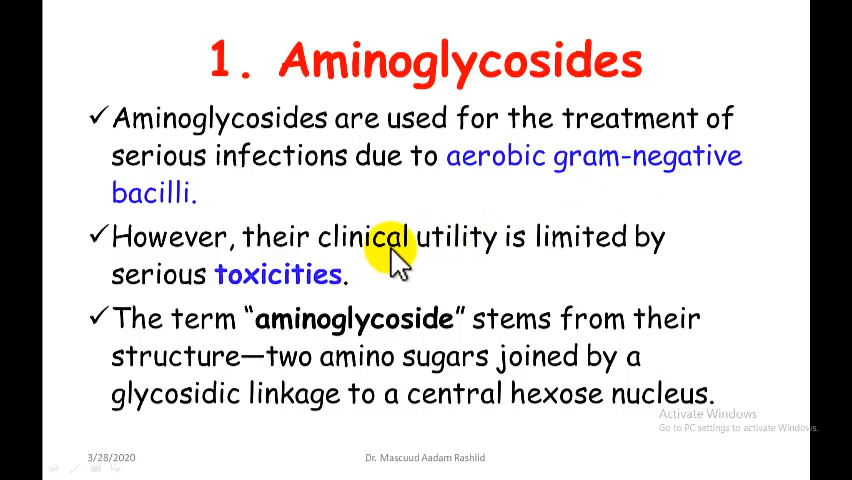 1. Aminoglycosides
✓Aminoglycosides are used for the treatment of
serious infections due to aerobic gram-negative
bacilli.
✓However, their clinical utility is limited by
serious toxicities.
✓The term “aminoglycoside” stems from their
structure—two amino sugars joined by a
glycosidic linkage to a central hexose nucleus.
Activate Windows
Go to PC settings to activate Windows.
3/28/2020
Dr. Mascuud Aadam Rashiid